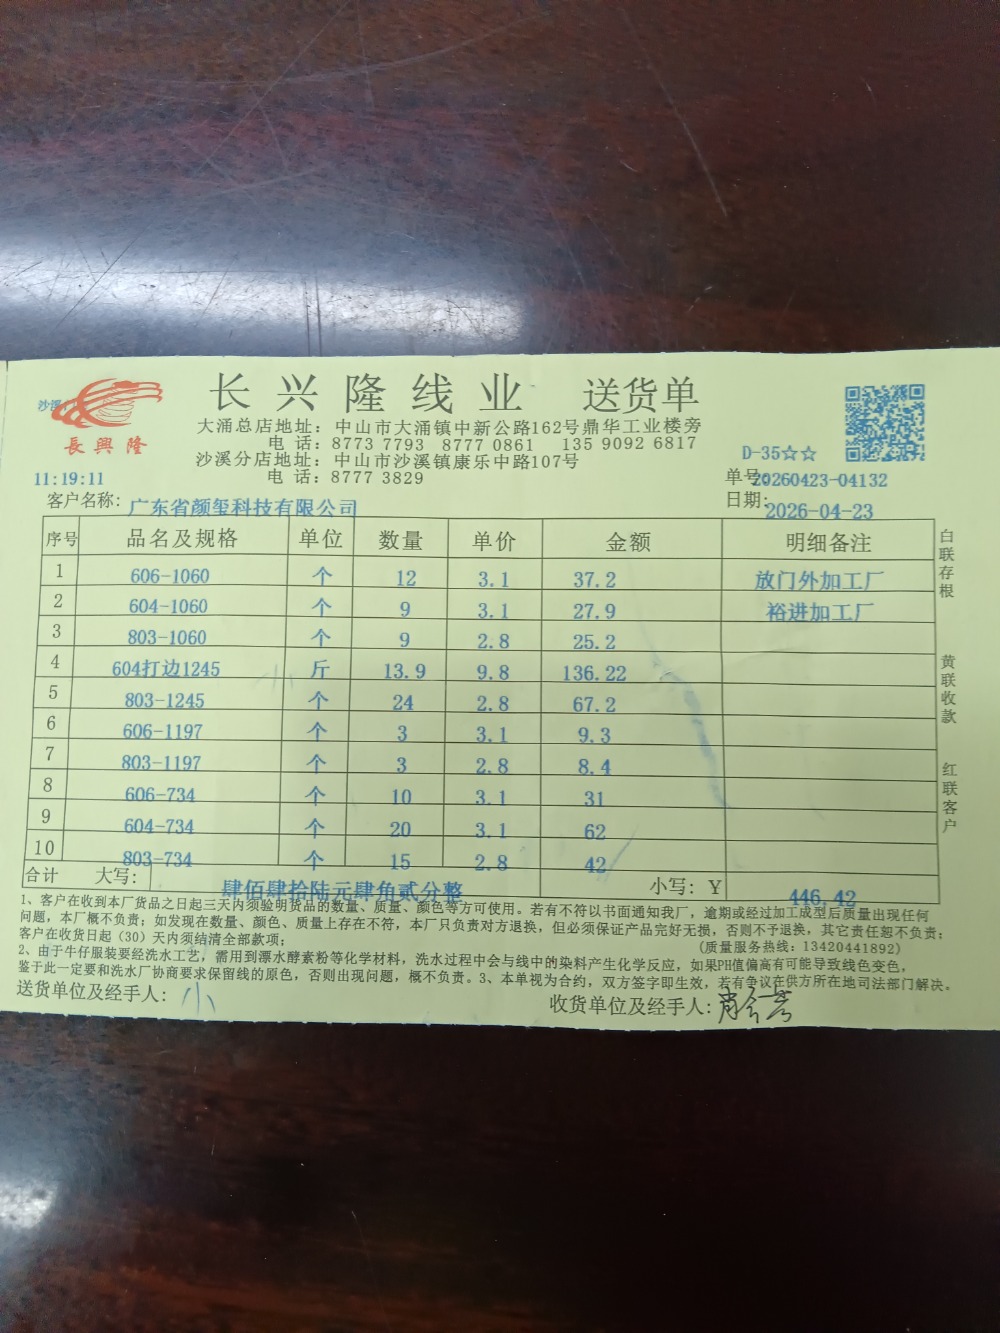 长兴隆线业 送货单
沙溪
長興隆
大涌总店地址：中山市大涌镇中新公路162号鼎华工业楼旁
电 话：8773 7793 8777 0861 135 9092 6817
沙溪分店地址：中山市沙溪镇康乐中路107号
电 话：8777 3829
D-35☆☆
11:19:11
单号:20260423-04132
客户名称：广东省颜玺科技有限公司
日期：2026-04-23
序号 品名及规格 单位 数量 单价 金额 明细备注
1 606-1060 个 12 3.1 37.2 放门外加工厂
2 604-1060 个 9 3.1 27.9 裕进加工厂
3 803-1060 个 9 2.8 25.2
4 604打边1245 斤 13.9 9.8 136.22
5 803-1245 个 24 2.8 67.2
6 606-1197 个 3 3.1 9.3
7 803-1197 个 3 2.8 8.4
8 606-734 个 10 3.1 31
9 604-734 个 20 3.1 62
10 803-734 个 15 2.8 42
合计 大写：肆佰肆拾陆元肆角贰分整 小写：￥ 446.42
白联存根 黄联收款 红联客户
1、客户在收到本厂货品之日起三天内须验明货品的数量、质量、颜色等方可使用。若有不符以书面通知我厂，逾期或经过加工成型后质量出现任何
问题，本厂概不负责；如发现在数量、颜色、质量上存在不符，本厂只负责对方退换，但必须保证产品完好无损，否则不予退换，其它责任恕不负责；
客户在收货日起（30）天内须结清全部款项；
(质量服务热线：13420441892)
2、由于牛仔服装要经洗水工艺，需用到漂水酵素粉等化学材料，洗水过程中会与线中的染料产生化学反应，如果PH值偏高有可能导致线色变色，
鉴于此一定要和洗水厂协商要求保留线的原色，否则出现问题，概不负责。3、本单视为合约，双方签字即生效，若有争议在供方所在地司法部门解决。
送货单位及经手人：小
收货单位及经手人：